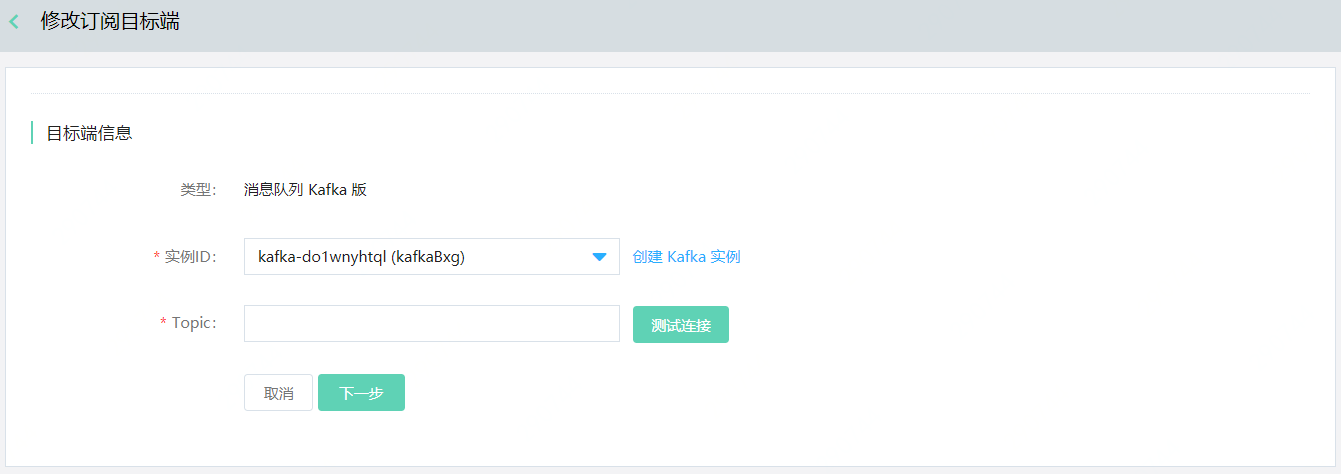 修改订阅目标端
目标端信息
类型： 消息队列 Kafka 版
* 实例ID： kafka-do1wnyhtql (kafkaBxg) 创建 Kafka 实例
* Topic： 测试连接
取消 下一步